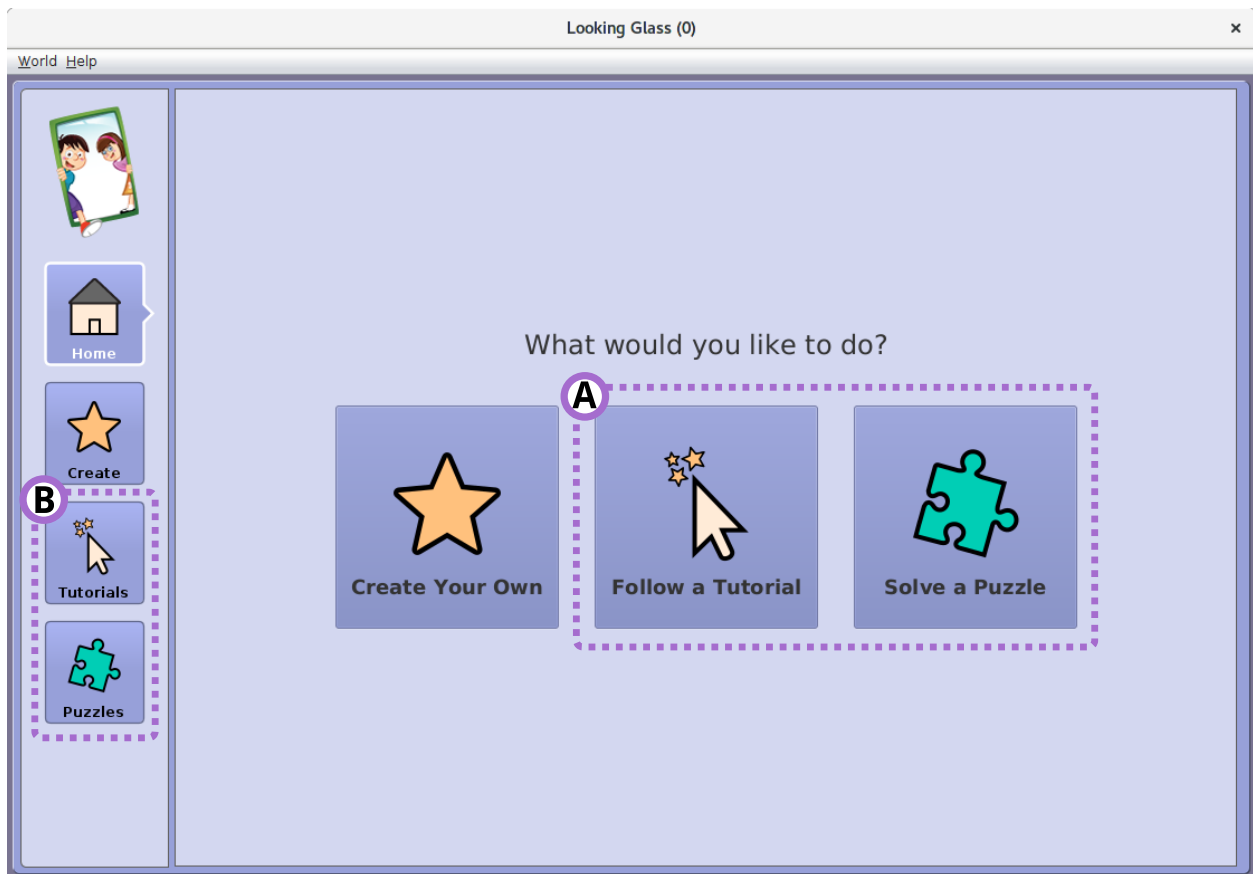 Looking Glass (0)
×
World Help
Home
Create
B
Tutorials
Puzzles
What would you like to do?
A
Create Your Own
Follow a Tutorial
Solve a Puzzle